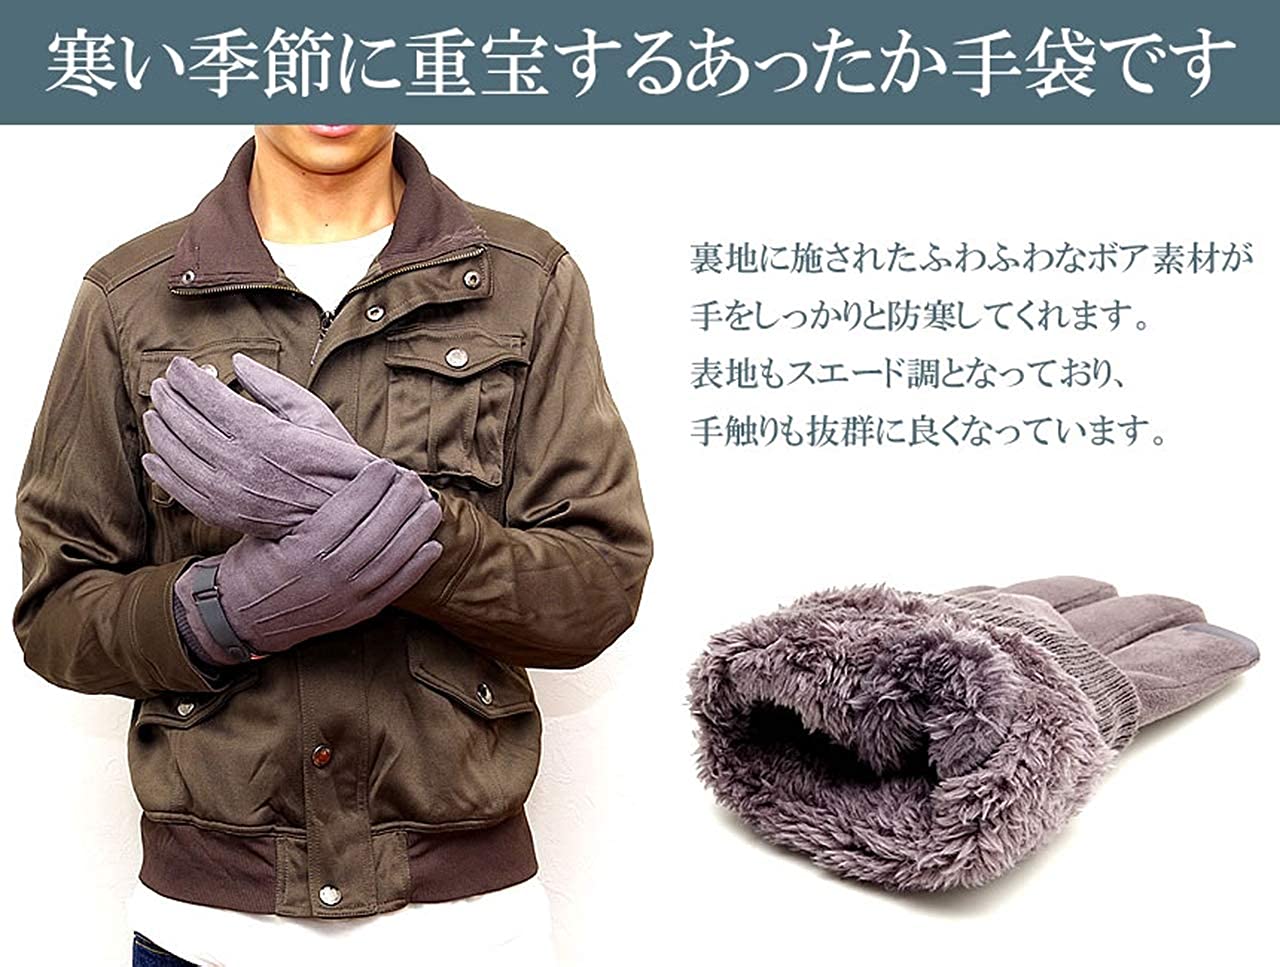 寒い季節に重宝するあったか手袋です
裏地に施されたふわふわなボア素材が
手をしっかりと防寒してくれます。
表地もスエード調となっており、
手触りも抜群に良くなっています。